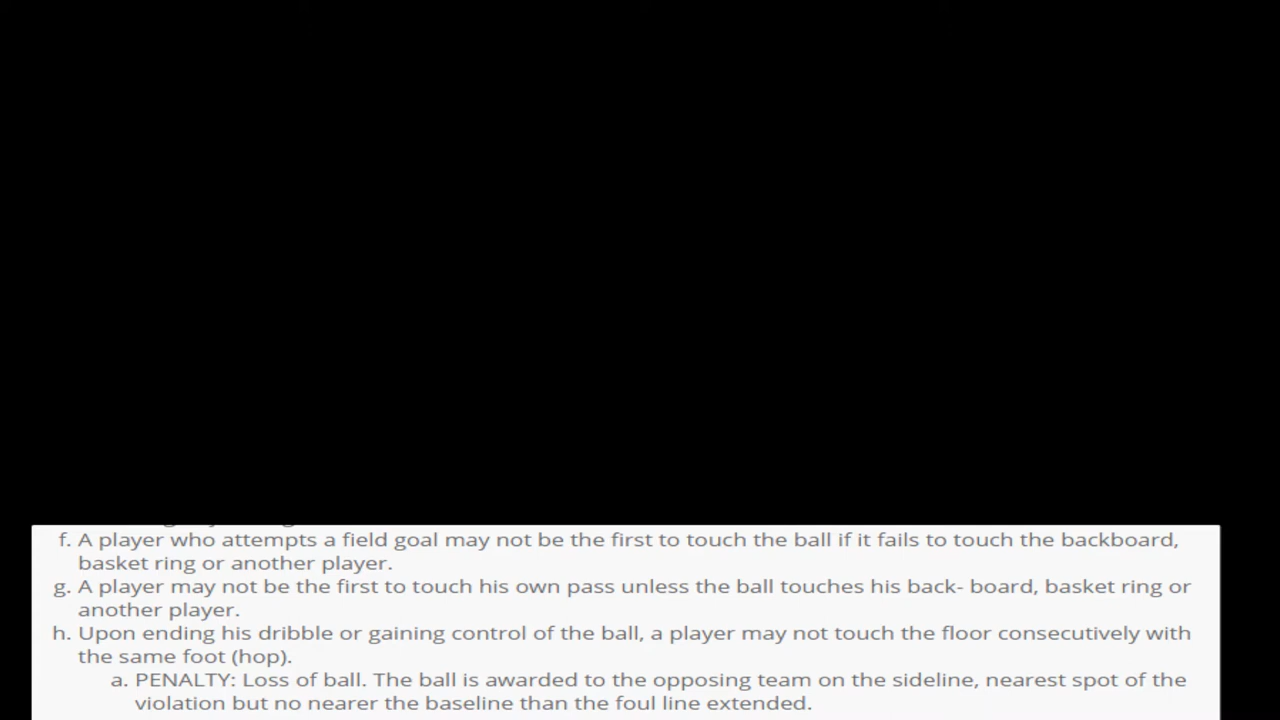 f. A player who attempts a field goal may not be the first to touch the ball if it fails to touch the backboard,
basket ring or another player.
g. A player may not be the first to touch his own pass unless the ball touches his back- board, basket ring or
another player.
h. Upon ending his dribble or gaining control of the ball, a player may not touch the floor consecutively with
the same foot (hop).
a. PENALTY: Loss of ball. The ball is awarded to the opposing team on the sideline, nearest spot of the
violation but no nearer the baseline than the foul line extended.